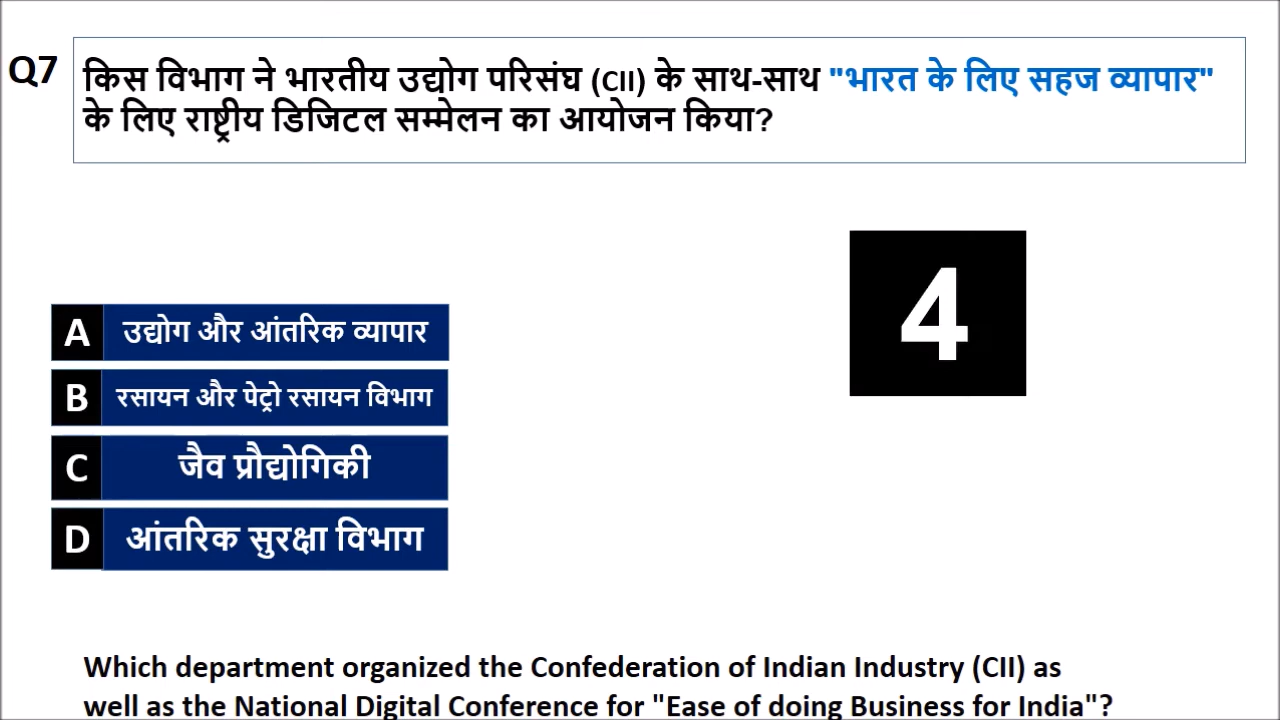 Q7
किस विभाग ने भारतीय उद्योग परिसंघ (CII) के साथ-साथ "भारत के लिए सहज व्यापार"
के लिए राष्ट्रीय डिजिटल सम्मेलन का आयोजन किया?
4
A उद्योग और आंतरिक व्यापार
B रसायन और पेट्रो रसायन विभाग
C जैव प्रौद्योगिकी
D आंतरिक सुरक्षा विभाग
Which department organized the Confederation of Indian Industry (CII) as
well as the National Digital Conference for "Ease of doing Business for India"?